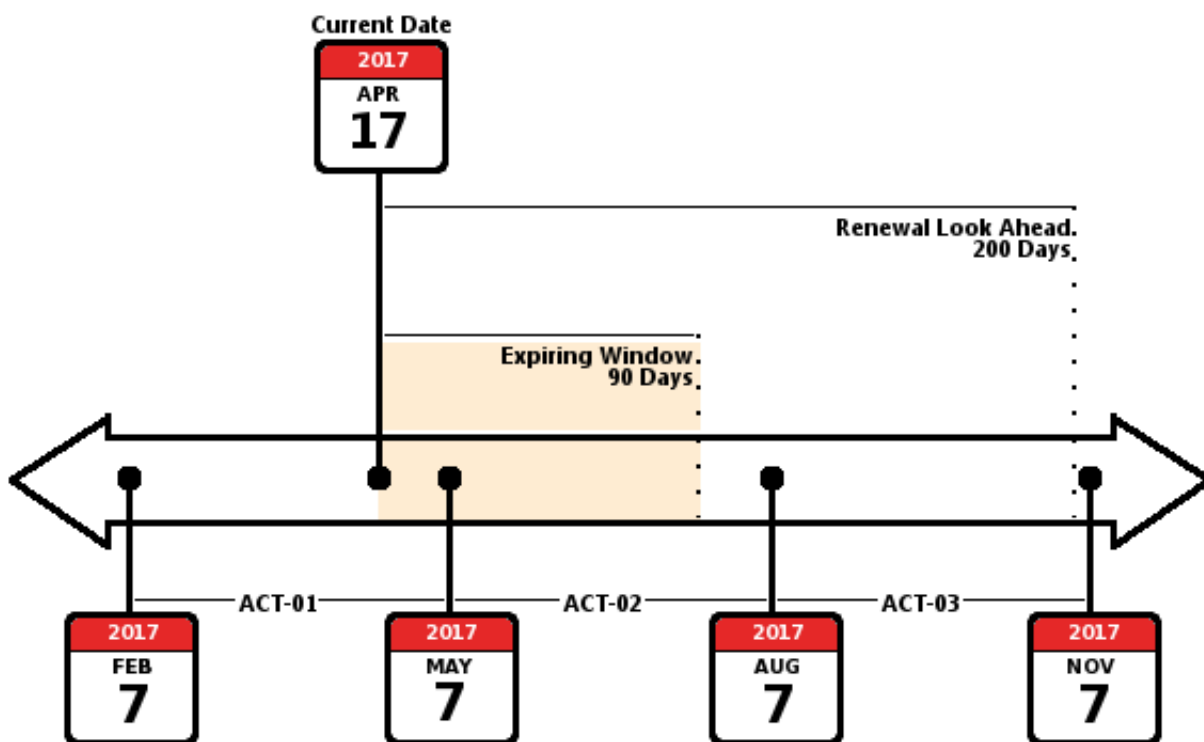 Current Date
2017
APR
17
Renewal Look Ahead
200 Days
Expiring Window
90 Days
ACT-01
ACT-02
ACT-03
2017
FEB
7
2017
MAY
7
2017
AUG
7
2017
NOV
7